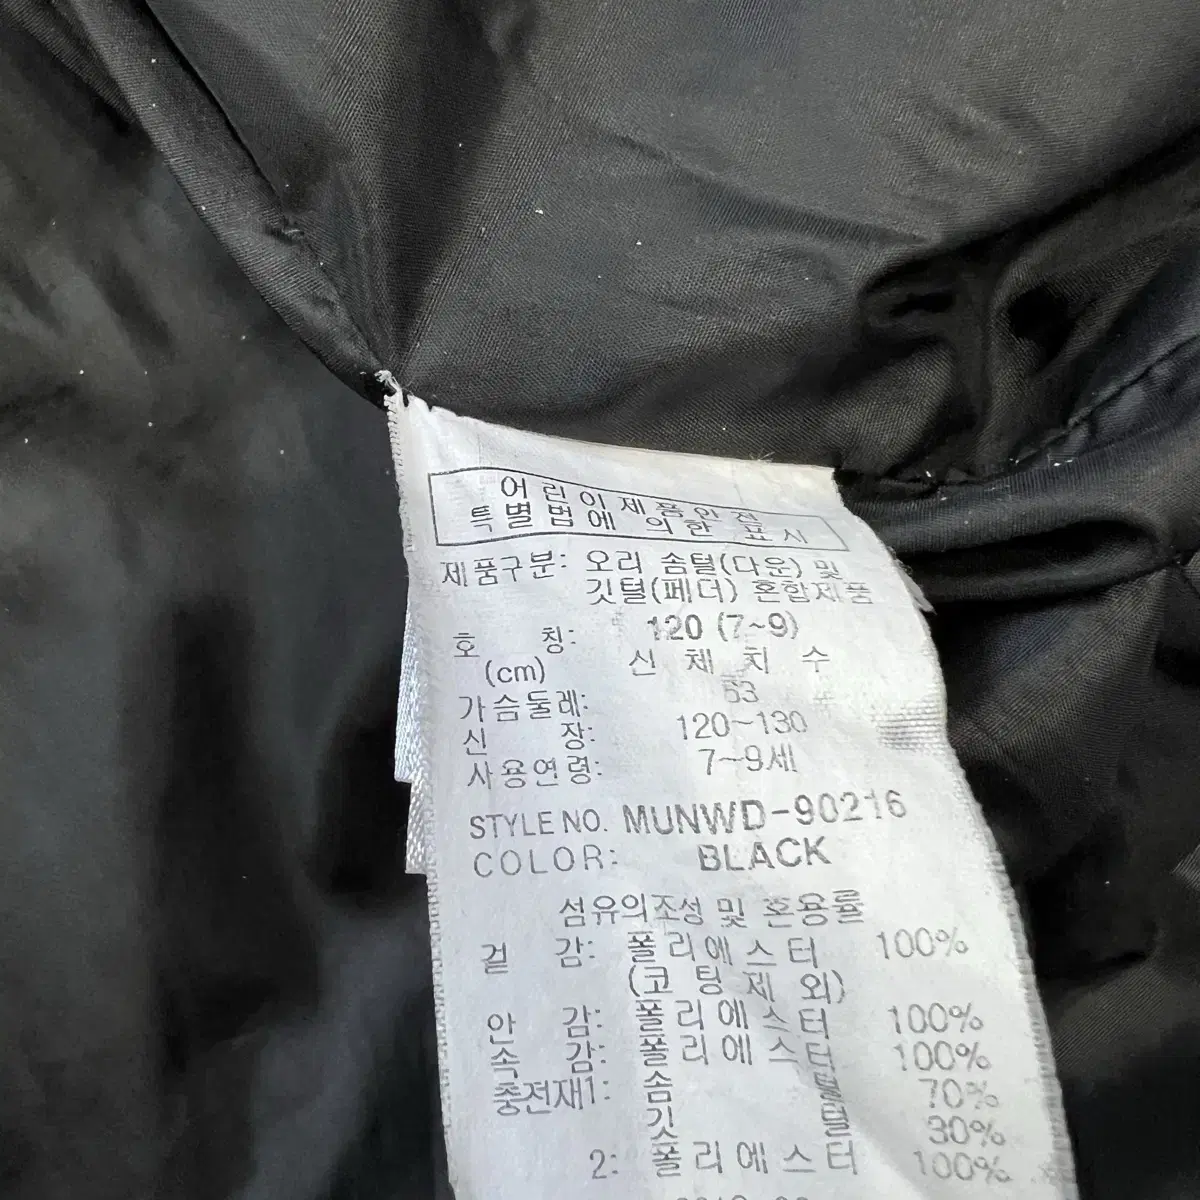 어린이제품안전
특별법에 의한 표시
제품구분: 오리 솜털(다운) 및
깃털(페더) 혼합제품
호 칭: 120 (7~9)
(cm) 신 체 치 수
가슴둘레: 63
신 장: 120~130
사용연령: 7~9세
STYLE NO. MUNWD-90216
COLOR: BLACK
섬유의조성 및 혼용률
겉 감: 폴리에스터 100%
(코팅제외)
안 감: 폴리에스터 100%
속 감: 폴리에스터 100%
충전재1: 솜 털 70%
깃 털 30%
2: 폴리에스터 100%